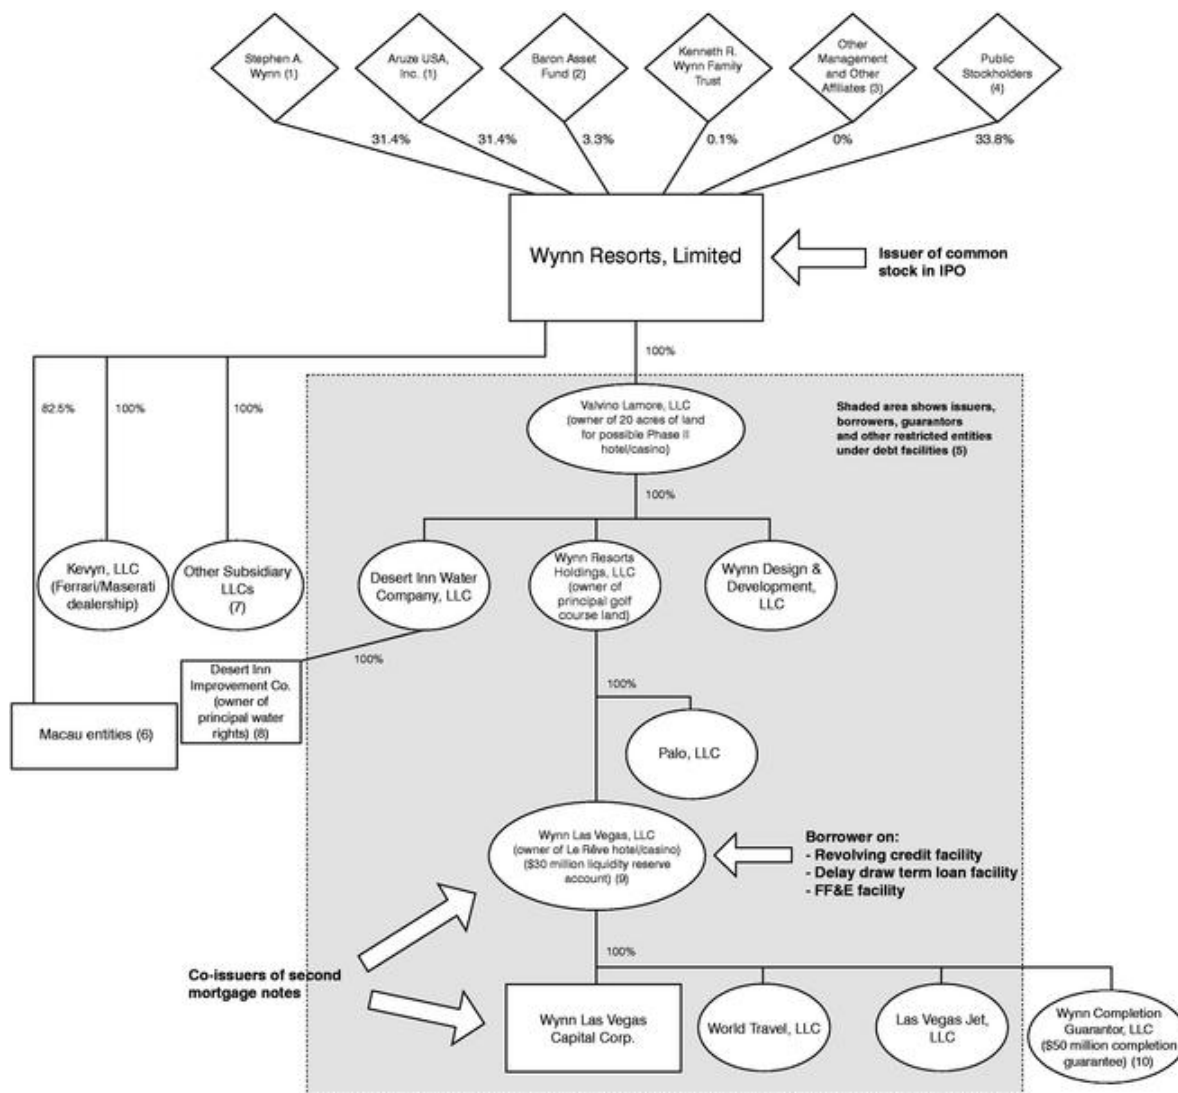 Stephen A.
Wynn (1)
Aruze USA,
Inc. (1)
Baron Asset
Fund (2)
Kenneth R.
Wynn Family
Trust
Other
Management
and Other
Affiliates (3)
Public
Stockholders
(4)
31.4%
31.4%
3.3%
0.1%
0%
33.8%
Wynn Resorts, Limited
Issuer of common
stock in IPO
100%
82.5%
100%
100%
Valvino Lamore, LLC
(owner of 20 acres of land
for possible Phase II
hotel/casino)
Shaded area shows issuers,
borrowers, guarantors
and other restricted entities
under debt facilities (5)
100%
Kevyn, LLC
(Ferrari/Maserati
dealership)
Other Subsidiary
LLCs
(7)
Desert Inn Water
Company, LLC
Wynn Resorts
Holdings, LLC
(owner of
principal golf
course land)
Wynn Design &
Development,
LLC
100%
Desert Inn
Improvement Co.
(owner of
principal water
rights) (8)
Macau entities (6)
100%
Palo, LLC
Wynn Las Vegas, LLC
(owner of Le Rêve hotel/casino)
($30 million liquidity reserve
account) (9)
Borrower on:
- Revolving credit facility
- Delay draw term loan facility
- FF&E facility
100%
Co-issuers of second
mortgage notes
Wynn Las Vegas
Capital Corp.
World Travel, LLC
Las Vegas Jet,
LLC
Wynn Completion
Guarantor, LLC
($50 million completion
guarantee) (10)